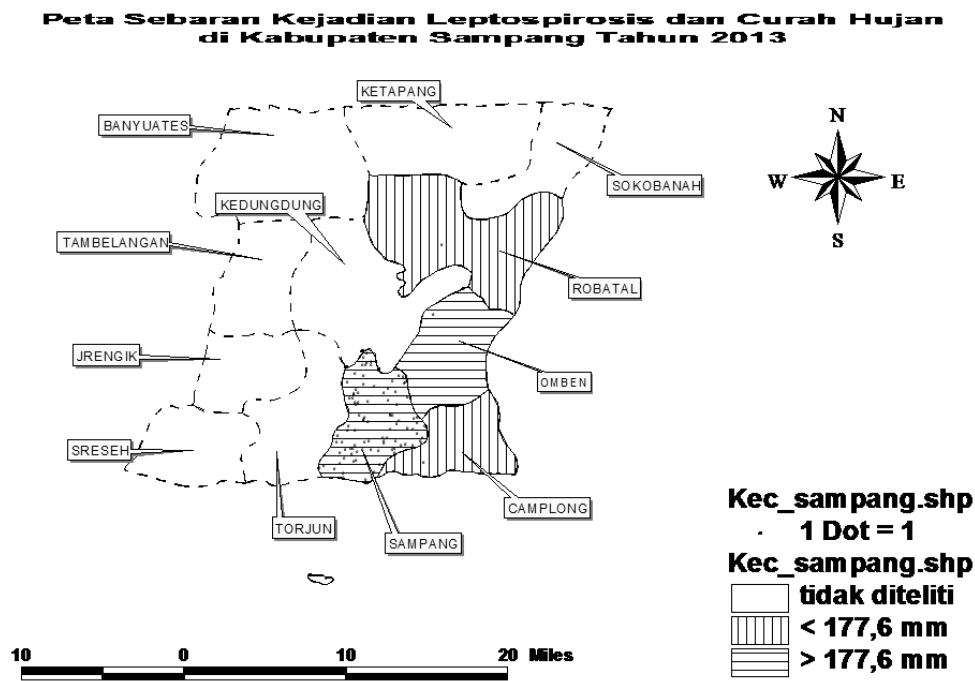 Peta Sebaran Kejadian Leptospirosis dan Curah Hujan
di Kabupaten Sampang Tahun 2013
KETAPANG
BANYUATES
N
W E
S
SOKOBANAH
KEDUNGDUNG
TAMBELANGAN
ROBATAL
JRENGIK
OMBEN
SRESEH
CAMPLONG
TORJUN
SAMPANG
Kec_sampang.shp
1 Dot = 1
Kec_sampang.shp
tidak diteliti
< 177,6 mm
> 177,6 mm
10 0 10 20 Miles